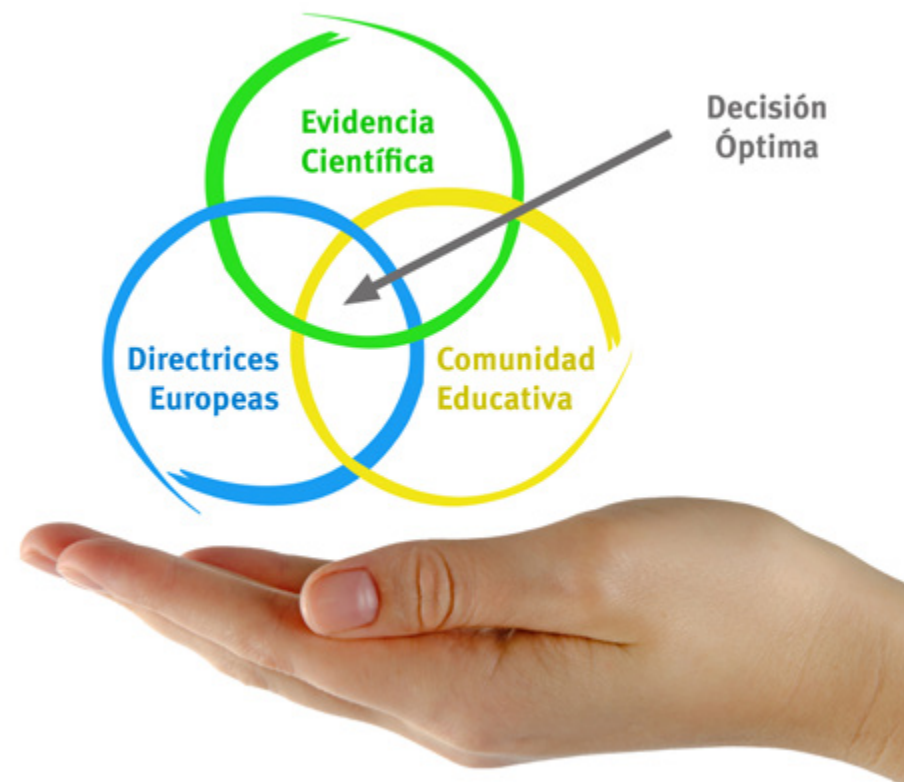 Evidencia
Científica
Decisión
Óptima
Directrices
Europeas
Comunidad
Educativa